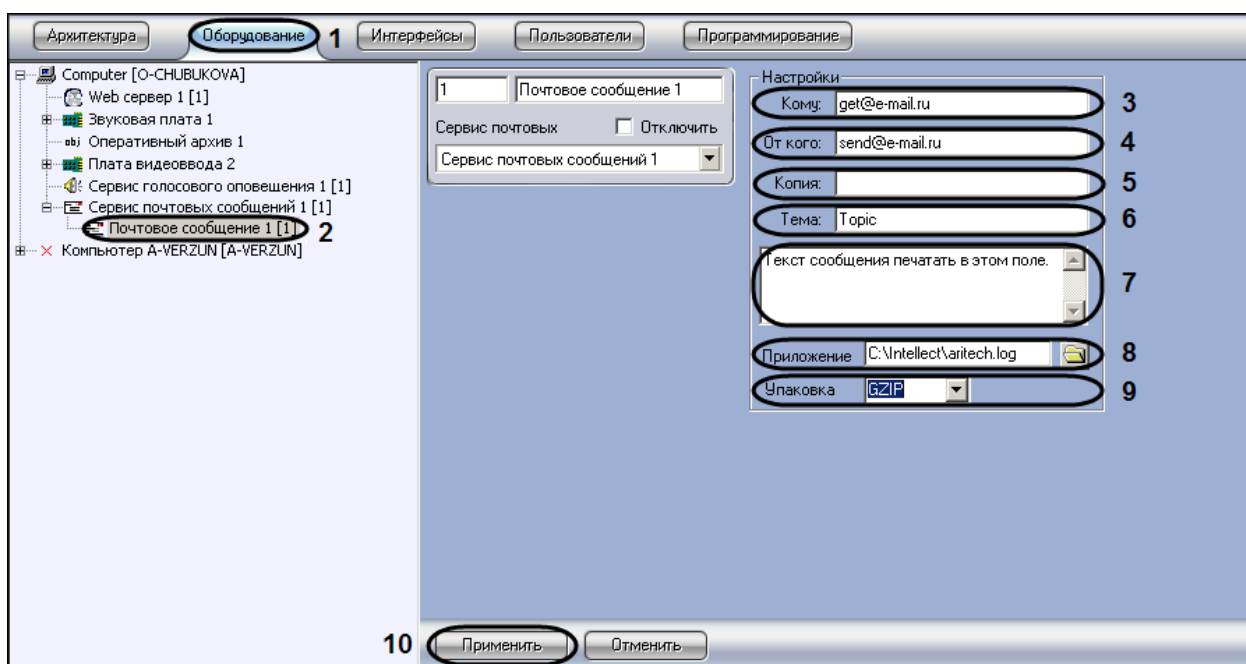 Архитектура Оборудование 1 Интерфейсы Пользователи Программирование
Computer [O-CHUBUKOVA]
Web сервер 1 [1]
Звуковая плата 1
obj Оперативный архив 1
Плата видеоввода 2
Сервис голосового оповещения 1 [1]
Сервис почтовых сообщений 1 [1]
Почтовое сообщение 1 [1] 2
Компьютер A-VERZUN [A-VERZUN]
1 Почтовое сообщение 1
Сервис почтовых Отключить
Сервис почтовых сообщений 1
Настройки
Кому: get@e-mail.ru 3
От кого: send@e-mail.ru 4
Копия: 5
Тема: Topic 6
Текст сообщения печатать в этом поле. 7
Приложение C:\Intellect\aritech.log 8
Упаковка GZIP 9
10 Применить Отменить